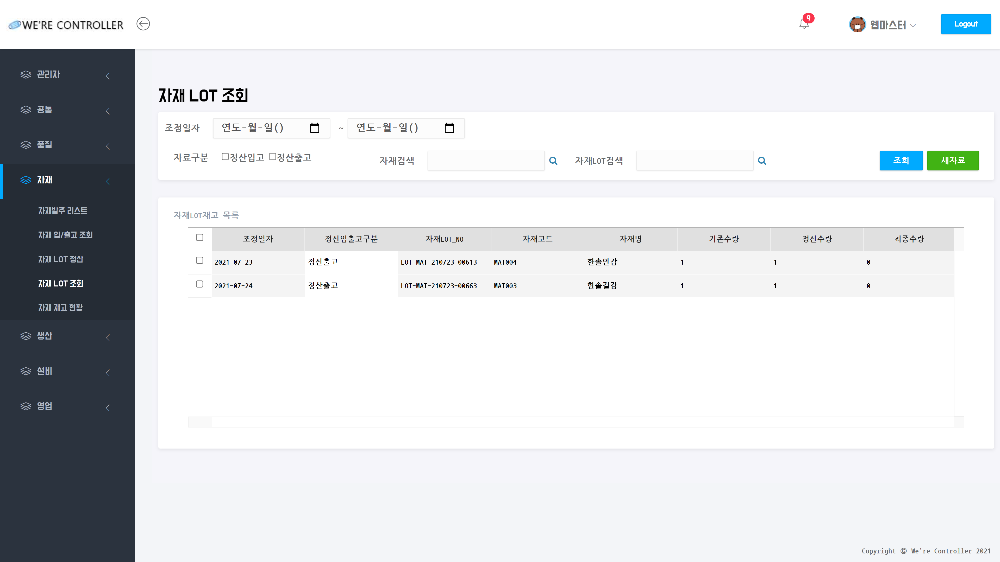 WE'RE CONTROLLER
9
웹마스터
Logout
관리자
공통
품질
자재
자재발주 리스트
자재 입/출고 조회
자재 LOT 정산
자재 LOT 조회
자재 재고 현황
생산
설비
영업
자재 LOT 조회
조정일자 연도-월-일() ~ 연도-월-일()
자료구분 정산입고 정산출고 자재검색 자재LOT검색 조회 새자료
자재LOT재고 목록
조정일자 정산입출고구분 자재LOT_NO 자재코드 자재명 기존수량 정산수량 최종수량
2021-07-23 정산출고 LOT-MAT-210723-00613 MAT004 한솔안감 1 1 0
2021-07-24 정산출고 LOT-MAT-210723-00663 MAT003 한솔겉감 1 1 0
Copyright © We're Controller 2021